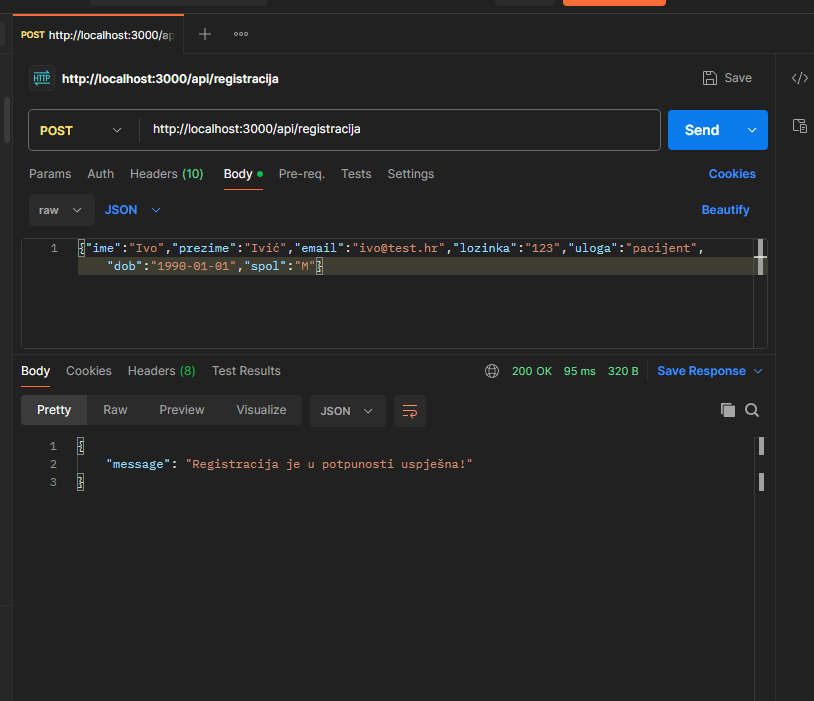 POST http://localhost:3000/ap
HTTP http://localhost:3000/api/registracija
Save
POST http://localhost:3000/api/registracija
Send
Params Auth Headers (10) Body Pre-req. Tests Settings Cookies
raw JSON Beautify
1 {"ime":"Ivo","prezime":"Ivić","email":"ivo@test.hr","lozinka":"123","uloga":"pacijent",
"dob":"1990-01-01","spol":"M"}
Body Cookies Headers (8) Test Results 200 OK 95 ms 320 B Save Response
Pretty Raw Preview Visualize JSON
1 {
2 "message": "Registracija je u potpunosti uspješna!"
3 }